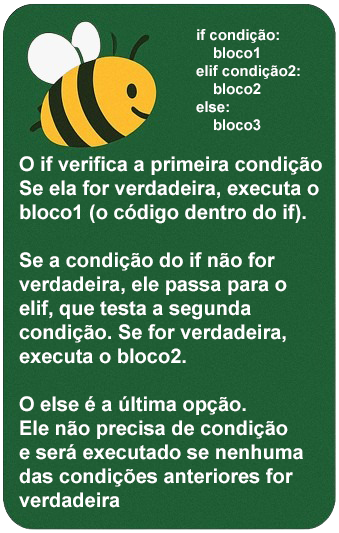 if condição:
    bloco1
elif condição2:
    bloco2
else:
    bloco3
O if verifica a primeira condição
Se ela for verdadeira, executa o
bloco1 (o código dentro do if).
Se a condição do if não for
verdadeira, ele passa para o
elif, que testa a segunda
condição. Se for verdadeira,
executa o bloco2.
O else é a última opção.
Ele não precisa de condição
e será executado se nenhuma
das condições anteriores for
verdadeira